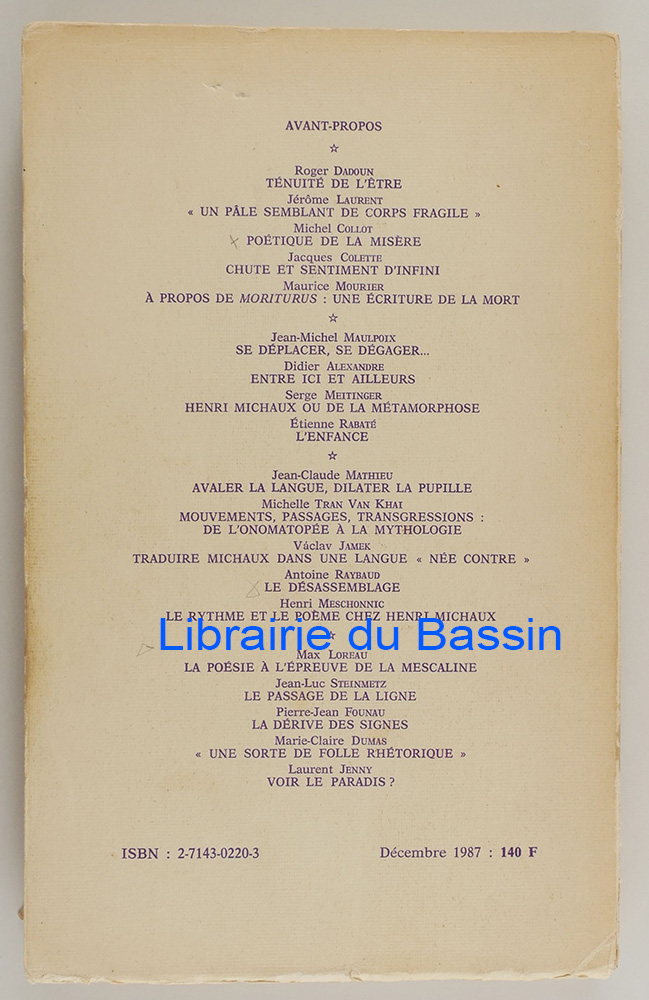 AVANT-PROPOS
☆
Roger DADOUN
TÉNUITÉ DE L'ÊTRE
Jérôme LAURENT
« UN PÂLE SEMBLANT DE CORPS FRAGILE »
Michel COLLOT
POÉTIQUE DE LA MISÈRE
Jacques COLETTE
CHUTE ET SENTIMENT D'INFINI
Maurice MOURIER
À PROPOS DE MORITURUS : UNE ÉCRITURE DE LA MORT
☆
Jean-Michel MAULPOIX
SE DÉPLACER, SE DÉGAGER...
Didier ALEXANDRE
ENTRE ICI ET AILLEURS
Serge MEITINGER
HENRI MICHAUX OU DE LA MÉTAMORPHOSE
Étienne RABATÉ
L'ENFANCE
☆
Jean-Claude MATHIEU
AVALER LA LANGUE, DILATER LA PUPILLE
Michelle TRAN VAN KHAI
MOUVEMENTS, PASSAGES, TRANSGRESSIONS :
DE L'ONOMATOPÉE À LA MYTHOLOGIE
Václav JAMEK
TRADUIRE MICHAUX DANS UNE LANGUE « NÉE CONTRE »
Antoine RAYBAUD
LE DÉSASSEMBLAGE
Henri MESCHONNIC
LE RYTHME ET LE POÈME CHEZ HENRI MICHAUX
☆
Librairie du Bassin
Max LOREAU
LA POÉSIE À L'ÉPREUVE DE LA MESCALINE
Jean-Luc STEINMETZ
LE PASSAGE DE LA LIGNE
Pierre-Jean FOUNAU
LA DÉRIVE DES SIGNES
Marie-Claire DUMAS
« UNE SORTE DE FOLLE RHÉTORIQUE »
Laurent JENNY
VOIR LE PARADIS ?
ISBN : 2-7143-0220-3 Décembre 1987 : 140 F